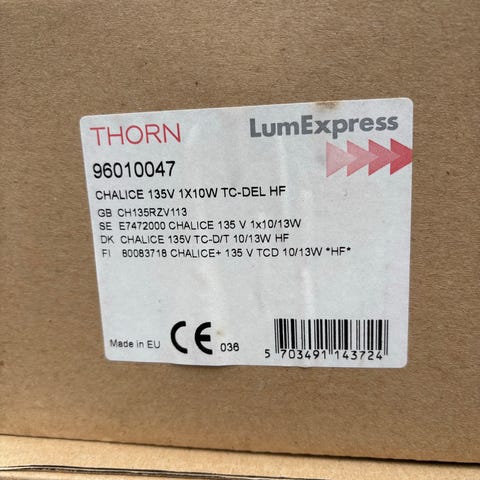 THORN
LumExpress
96010047
CHALICE 135V 1X10W TC-DEL HF
GB CH135RZV113
SE E7472000 CHALICE 135 V 1x10/13W
DK CHALICE 135V TC-D/T 10/13W HF
FI 80083718 CHALICE+ 135 V TCD 10/13W *HF*
Made in EU CE 036
5 703491 143724